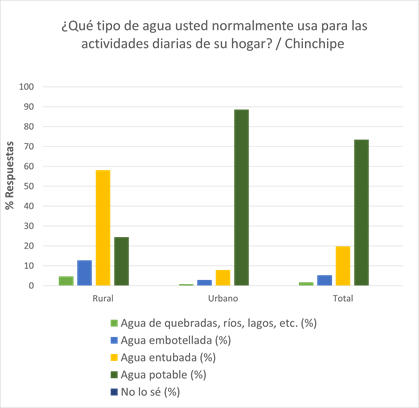 ¿Qué tipo de agua usted normalmente usa para las
actividades diarias de su hogar? / Chinchipe
% Respuestas
100
90
80
70
60
50
40
30
20
10
0
Rural
Urbano
Total
Agua de quebradas, ríos, lagos, etc. (%)
Agua embotellada (%)
Agua entubada (%)
Agua potable (%)
No lo sé (%)